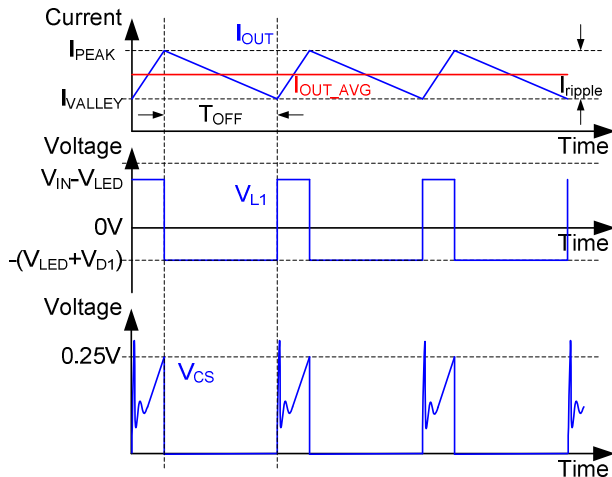 Current
IPEAK
IOUT
IOUT_AVG
Iripple
IVALLEY
TOFF
Time
Voltage
VIN-VLED
VL1
0V
Time
-(VLED+VD1)
Voltage
0.25V
VCS
Time